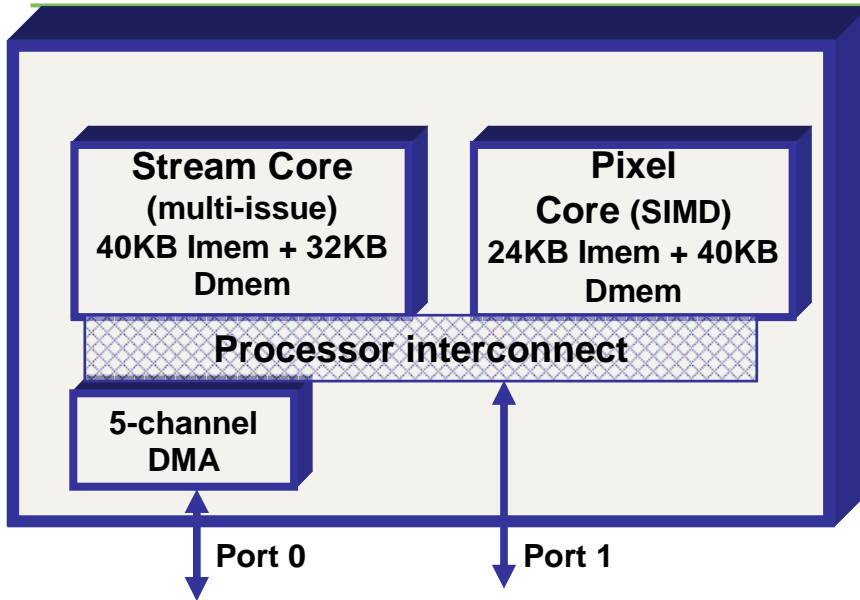 Stream Core
(multi-issue)
40KB Imem + 32KB
Dmem
Pixel
Core (SIMD)
24KB Imem + 40KB
Dmem
Processor interconnect
5-channel
DMA
Port 0
Port 1